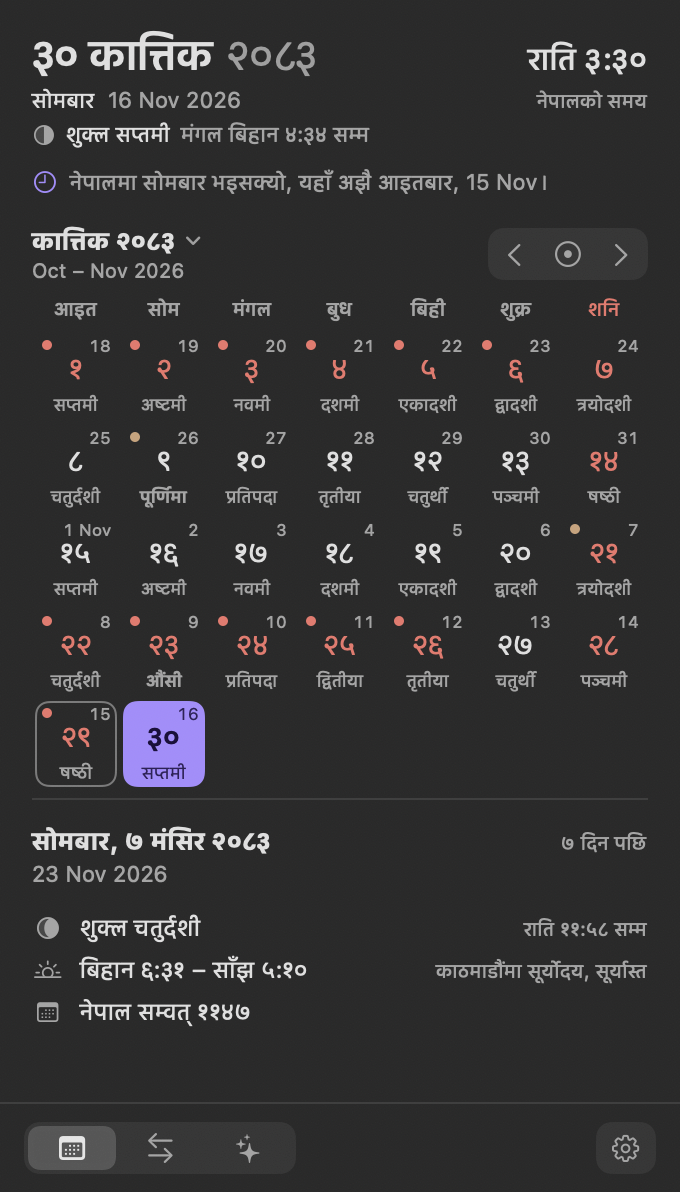 ३० कात्तिक २०८३
राति ३:३०
सोमबार 16 Nov 2026
नेपालको समय
शुक्ल सप्तमी मंगल बिहान ४:३४ सम्म
नेपालमा सोमबार भइसक्यो, यहाँ अझै आइतबार, 15 Nov।
कात्तिक २०८३
Oct – Nov 2026
आइत सोम मंगल बुध बिही शुक्र शनि
18 19 20 21 22 23 24
१ २ ३ ४ ५ ६ ७
सप्तमी अष्टमी नवमी दशमी एकादशी द्वादशी त्रयोदशी
25 26 27 28 29 30 31
८ ९ १० ११ १२ १३ १४
चतुर्दशी पूर्णिमा प्रतिपदा तृतीया चतुर्थी पञ्चमी षष्ठी
1 Nov 2 3 4 5 6 7
१५ १६ १७ १८ १९ २० २१
सप्तमी अष्टमी नवमी दशमी एकादशी द्वादशी त्रयोदशी
8 9 10 11 12 13 14
२२ २३ २४ २५ २६ २७ २८
चतुर्दशी औंसी प्रतिपदा द्वितीया तृतीया चतुर्थी पञ्चमी
15 16
२९ ३०
षष्ठी सप्तमी
सोमबार, ७ मंसिर २०८३
७ दिन पछि
23 Nov 2026
शुक्ल चतुर्दशी
राति ११:५८ सम्म
बिहान ६:३१ – साँझ ५:१०
काठमाडौंमा सूर्योदय, सूर्यास्त
नेपाल सम्वत् ११४७